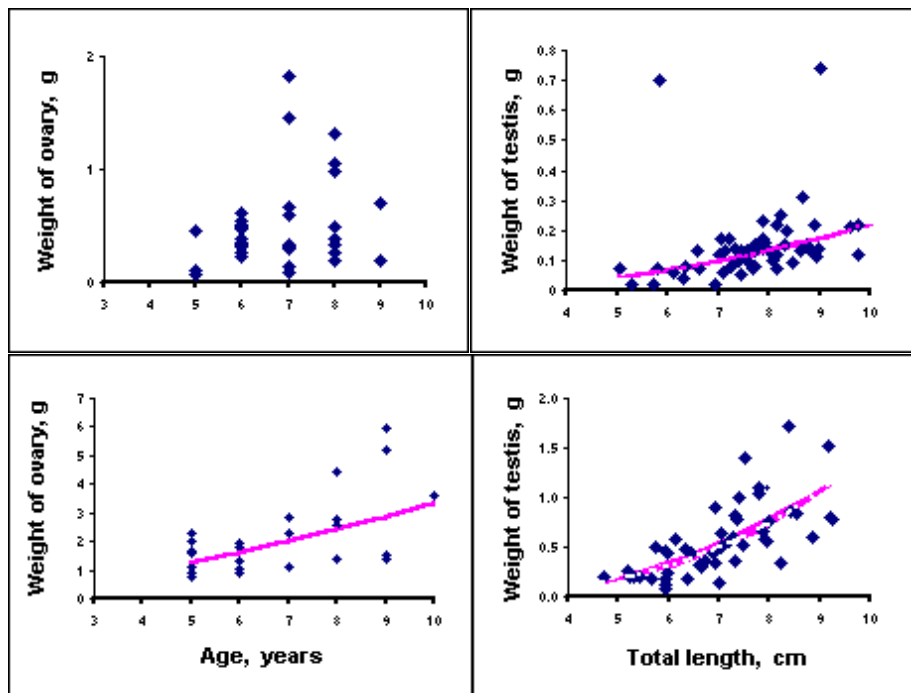 Weight of ovary, g
2
1
0
3 4 5 6 7 8 9 10
Weight of testis, g
0.8
0.7
0.6
0.5
0.4
0.3
0.2
0.1
0
4 5 6 7 8 9 10
Weight of ovary, g
7
6
5
4
3
2
1
0
3 4 5 6 7 8 9 10
Age, years
Weight of testis, g
2.0
1.5
1.0
0.5
0.0
4 5 6 7 8 9 10
Total length, cm